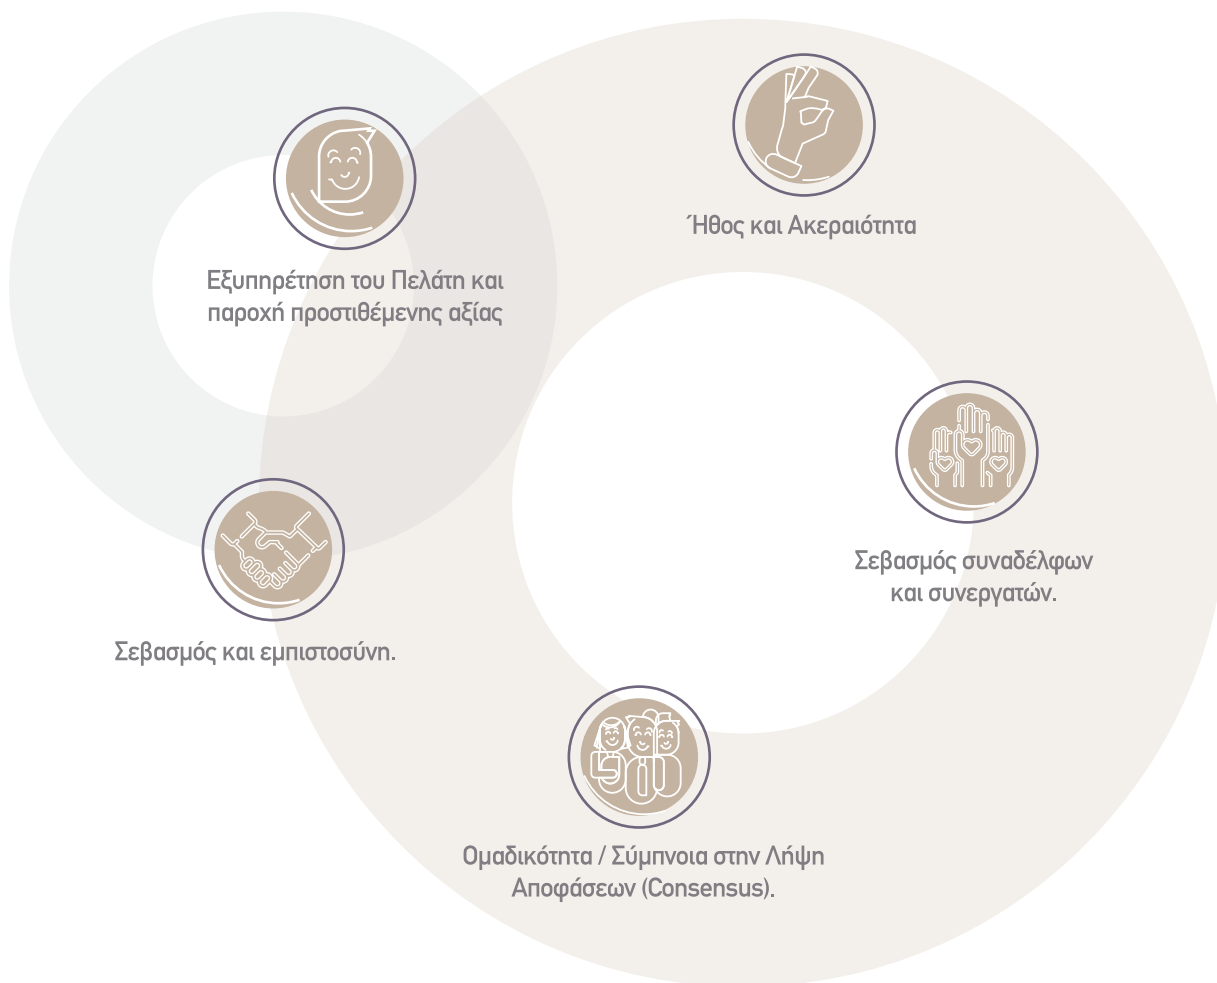 Ήθος και Ακεραιότητα
Εξυπηρέτηση του Πελάτη και
παροχή προστιθέμενης αξίας
Σεβασμός συναδέλφων
και συνεργατών.
Σεβασμός και εμπιστοσύνη.
Ομαδικότητα / Σύμπνοια στην Λήψη
Αποφάσεων (Consensus).